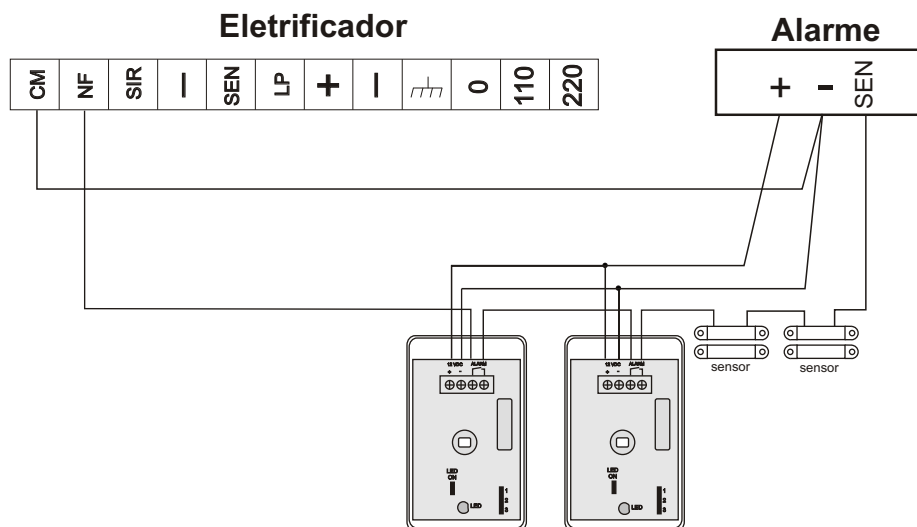 Eletrificador
Alarme
CM NF SIR — SEN LP + — 0 110 220
+ - SEN
sensor
sensor
12 VDC ALARM
+ -
LED
ON
LED
1
2
3
12 VDC ALARM
+ -
LED
ON
LED
1
2
3